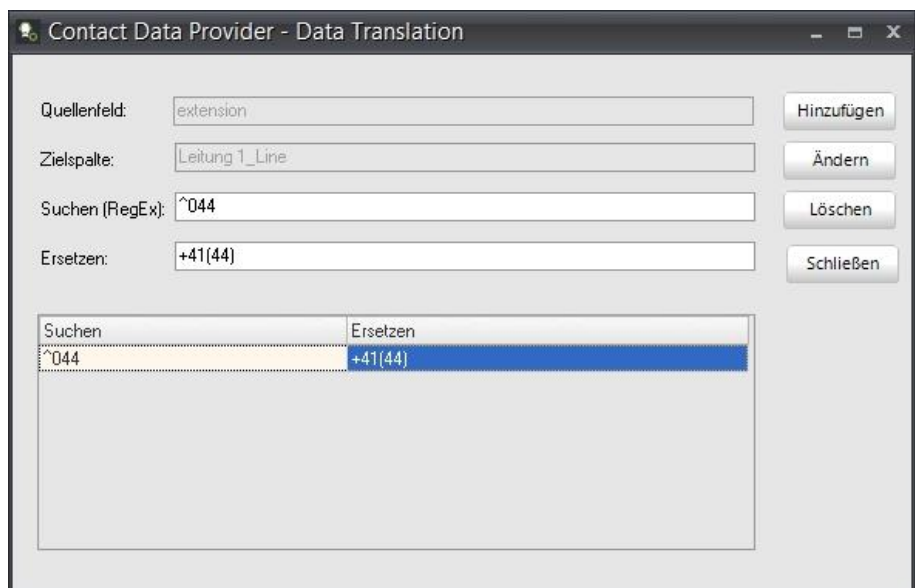 Contact Data Provider - Data Translation
Quellenfeld: extension Hinzufügen
Zielspalte: Leitung 1_Line Ändern
Suchen (RegEx): ^044 Löschen
Ersetzen: +41(44) Schließen
Suchen Ersetzen
^044 +41(44)